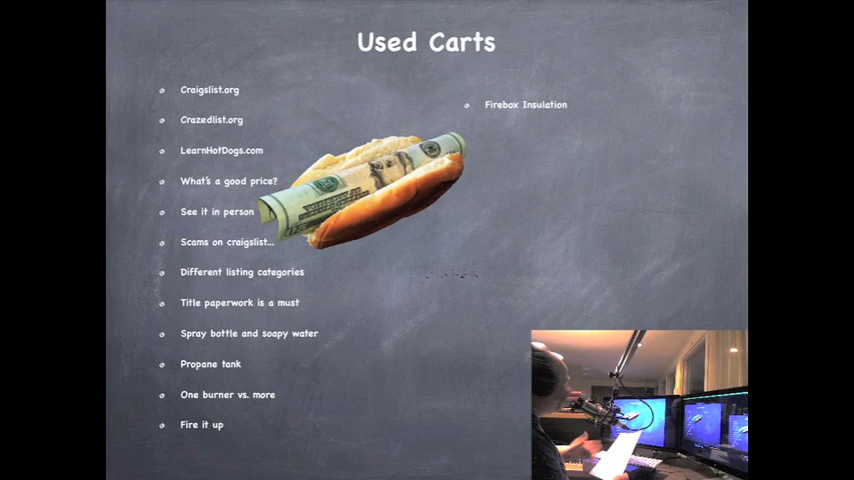 Used Carts
Craigslist.org
Crazedlist.org
LearnHotDogs.com
What's a good price?
See it in person
Scams on craigslist...
Different listing categories
Title paperwork is a must
Spray bottle and soapy water
Propane tank
One burner vs. more
Fire it up
Firebox Insulation